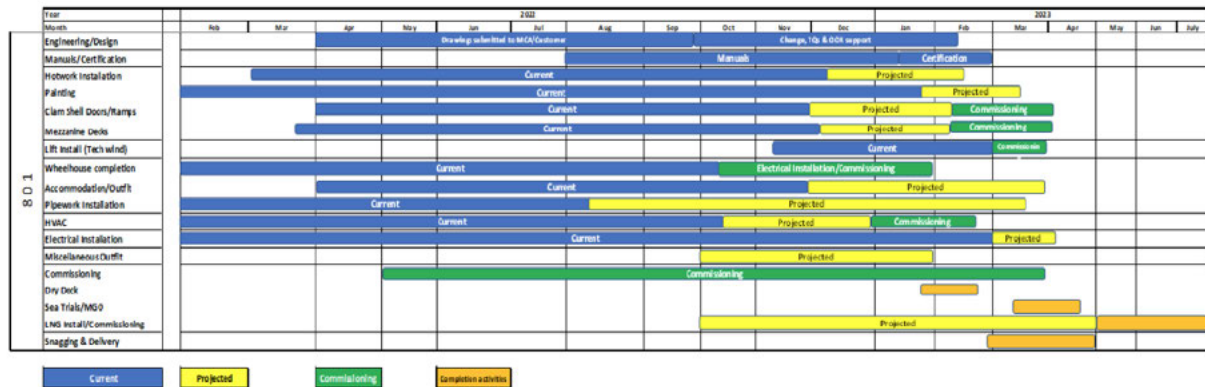 Year 2022 2023
Month Feb Mar Apr May Jun Jul Aug Sep Oct Nov Dec Jan Feb Mar Apr May Jun July
801
Engineering/Design Drawings submitted to MCA/Customer Change, TQs & OOR support
Manuals/Certification Manuals Certification
Hotwork Installation Current Projected
Painting Current Projected
Clam Shell Doors/Ramps Current Projected Commissioning
Mezzanine Decks Current Projected Commissioning
Lift Install (Tech wind) Current Commissionin
Wheelhouse completion Current Electrical Installation/Commissioning
Accommodation/Outfit Current Projected
Pipework Installation Current Projected
HVAC Current Projected Commissioning
Electrical Installation Current Projected
Miscellaneous Outfit Projected
Commissioning Commissioning
Dry Dock
Sea Trials/MGO
LNG Install/Commissioning Projected
Snagging & Delivery
Current Projected Commissioning Completion activities